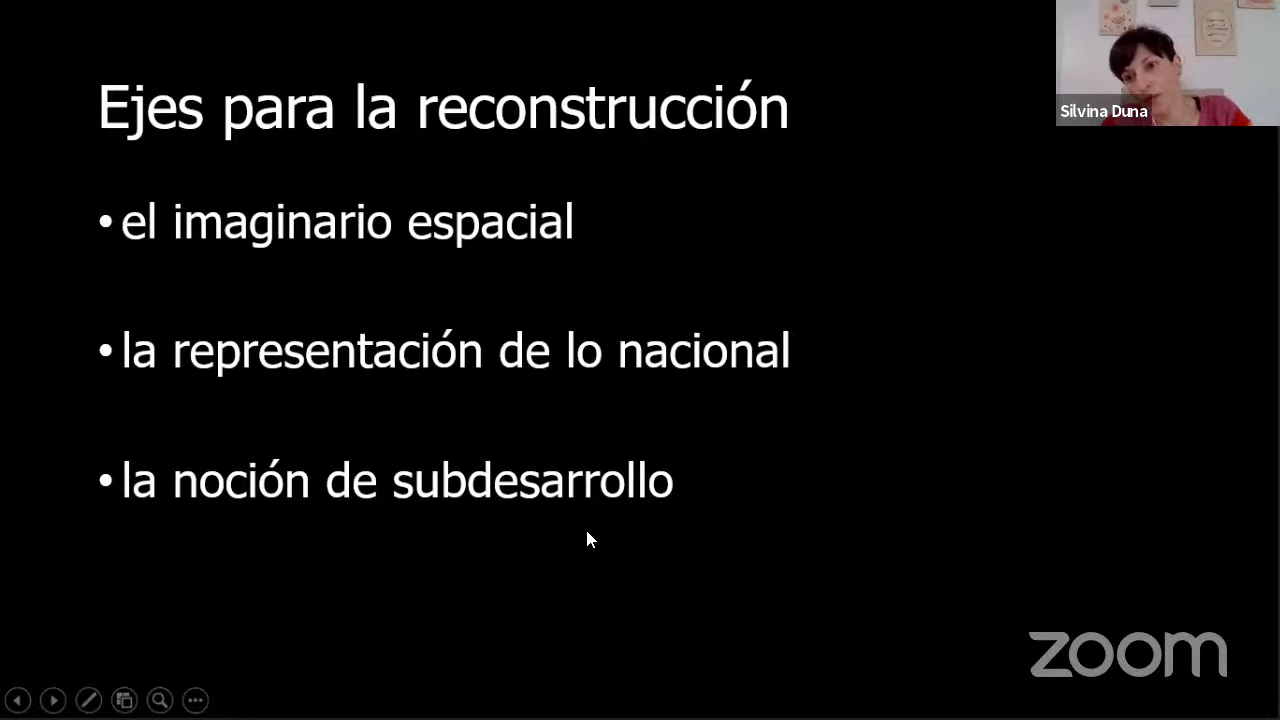 Ejes para la reconstrucción
Silvina Duna
• el imaginario espacial
• la representación de lo nacional
• la noción de subdesarrollo
zoom